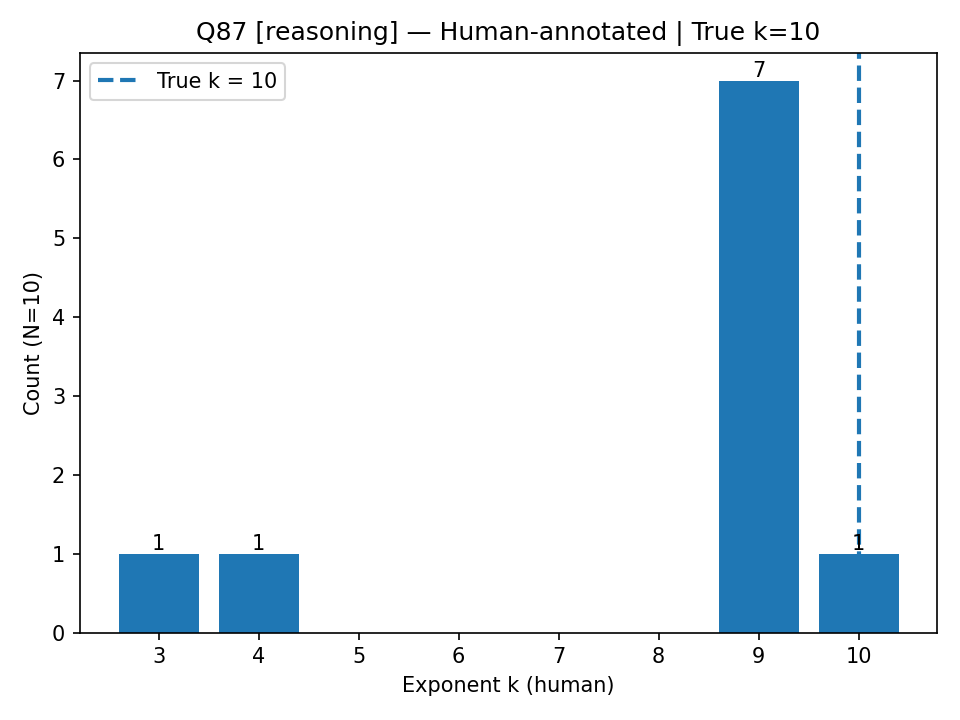 Q87 [reasoning] — Human-annotated | True k=10
True k = 10
Count (N=10)
7
6
5
4
3
2
1
0
1
1
7
1
3 4 5 6 7 8 9 10
Exponent k (human)